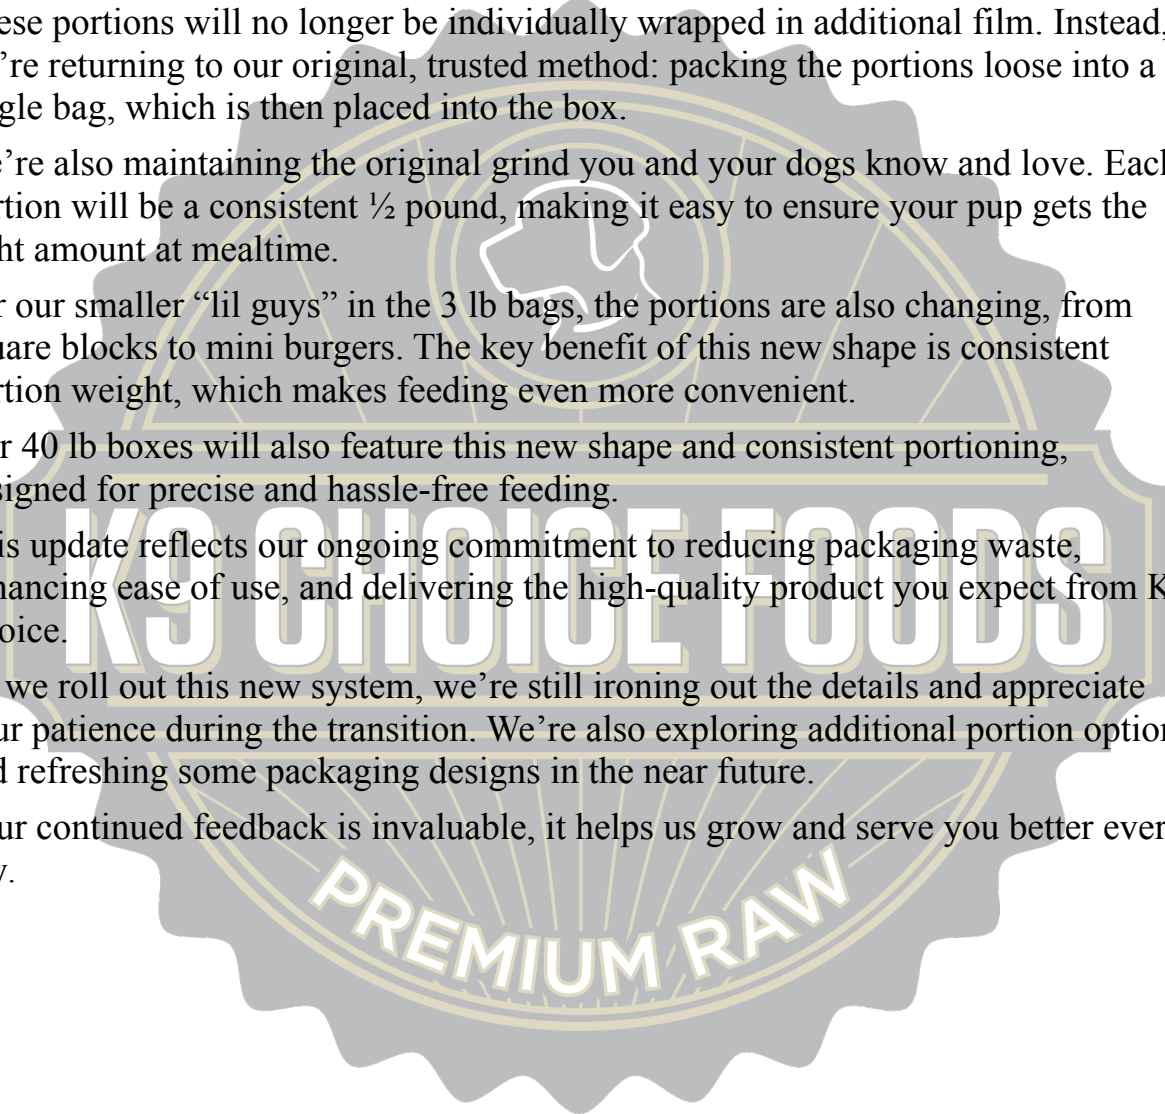 ese portions will no longer be individually wrapped in additional film. Instead,
’re returning to our original, trusted method: packing the portions loose into a
gle bag, which is then placed into the box.
e’re also maintaining the original grind you and your dogs know and love. Each
rtion will be a consistent ½ pound, making it easy to ensure your pup gets the
ht amount at mealtime.
r our smaller “lil guys” in the 3 lb bags, the portions are also changing, from
uare blocks to mini burgers. The key benefit of this new shape is consistent
rtion weight, which makes feeding even more convenient.
r 40 lb boxes will also feature this new shape and consistent portioning,
signed for precise and hassle-free feeding.
is update reflects our ongoing commitment to reducing packaging waste,
hancing ease of use, and delivering the high-quality product you expect from K
oice.
we roll out this new system, we’re still ironing out the details and appreciate
ur patience during the transition. We’re also exploring additional portion option
d refreshing some packaging designs in the near future.
ur continued feedback is invaluable, it helps us grow and serve you better ever
y.
K9 CHOICE FOODS
PREMIUM RAW